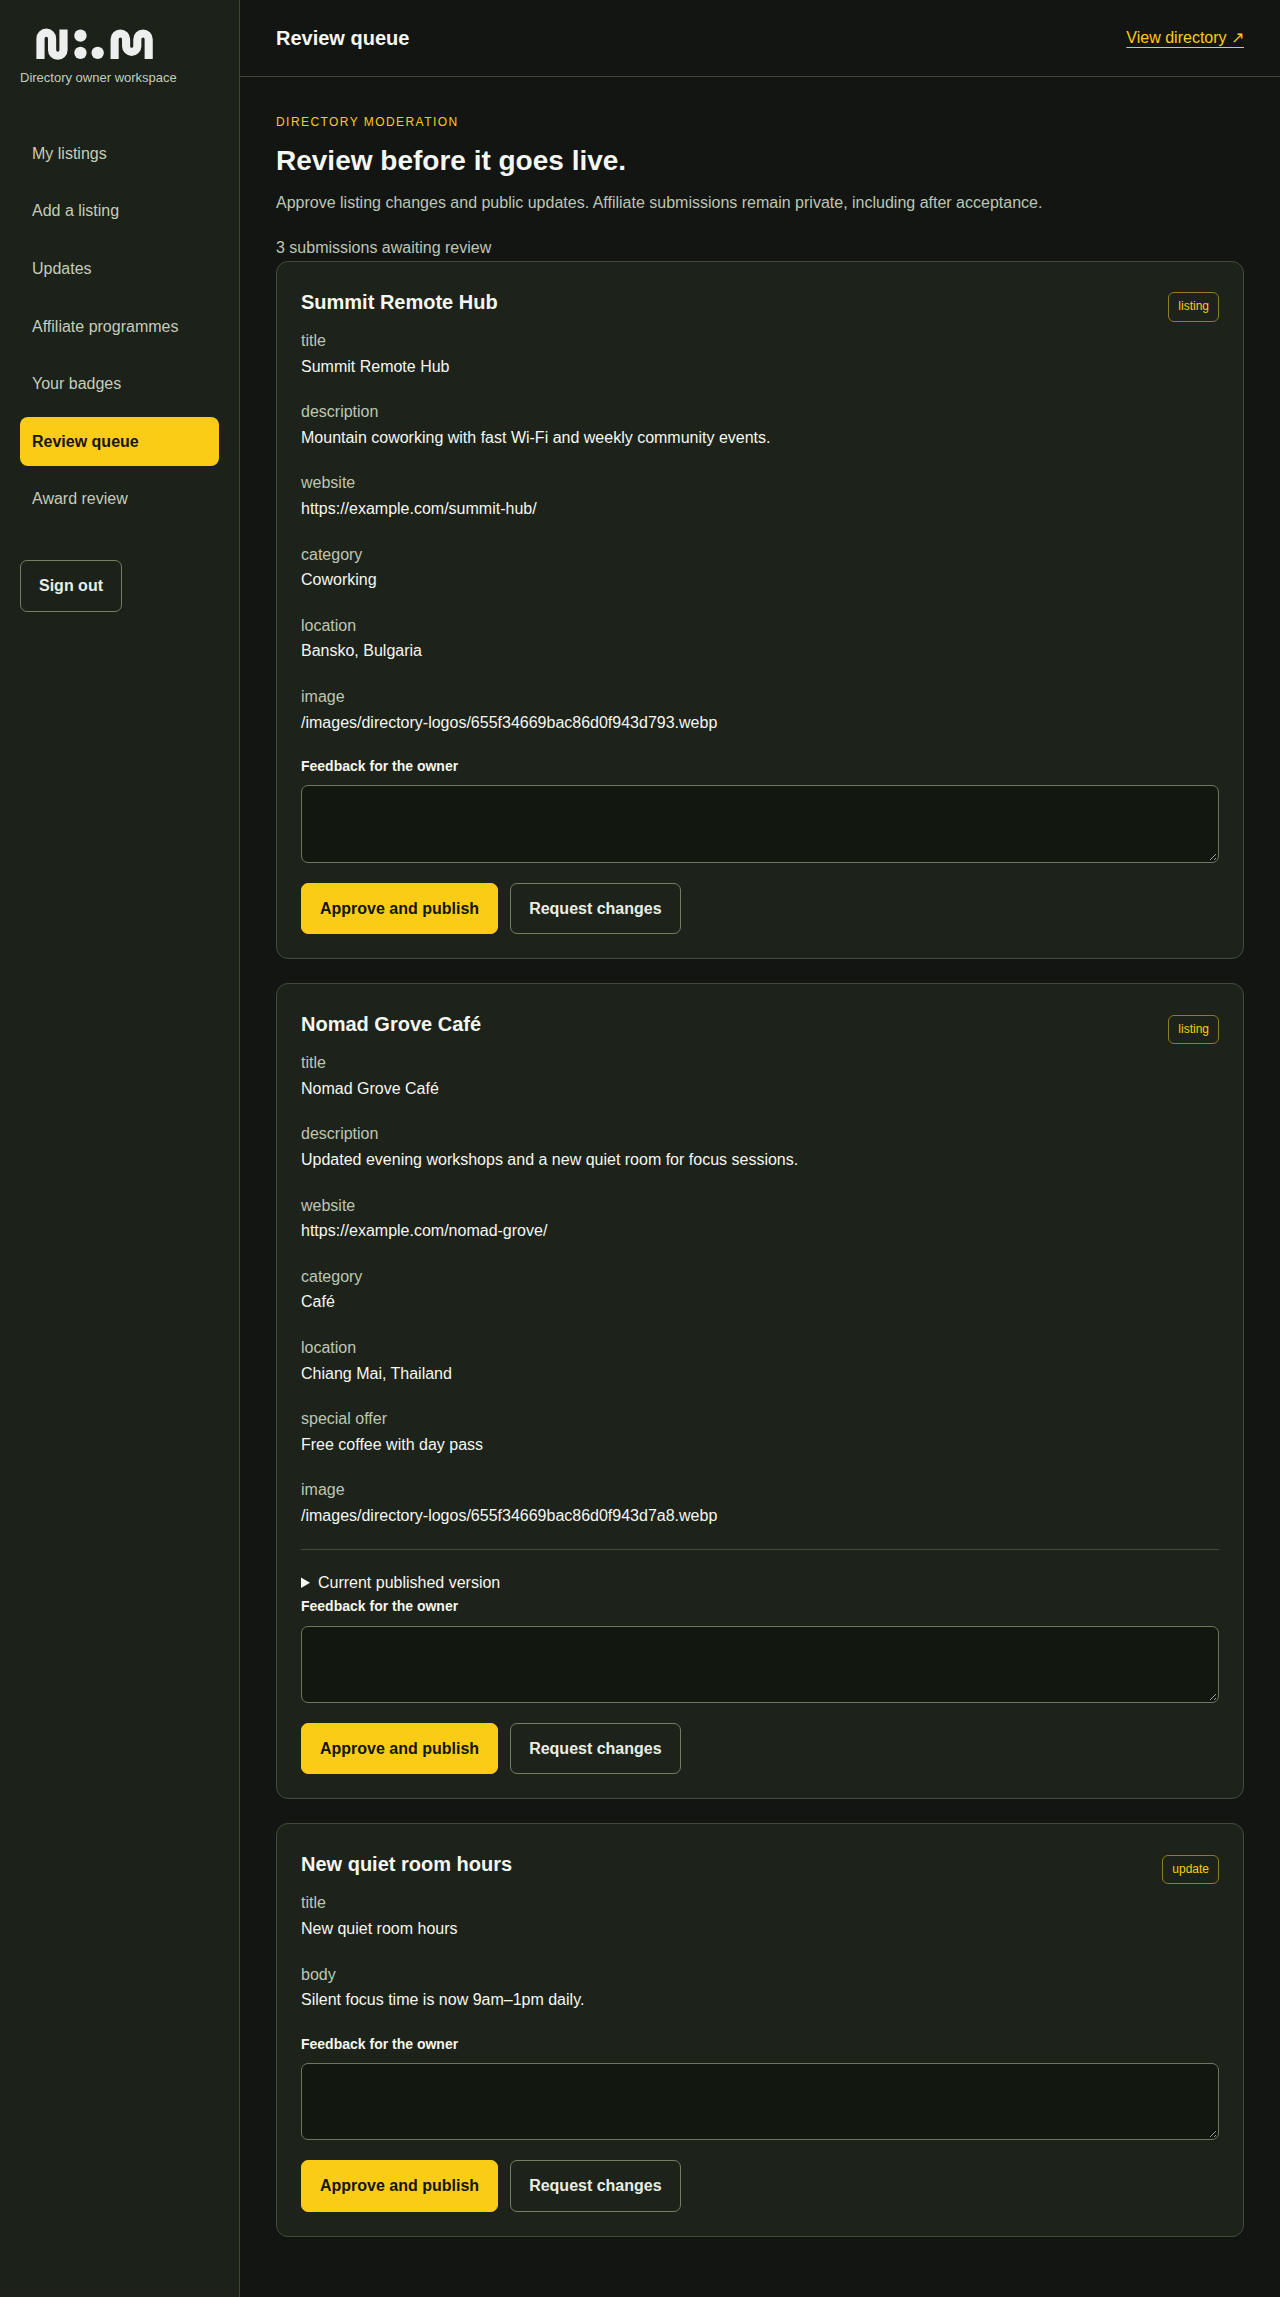 Directory owner workspace
My listings
Add a listing
Updates
Affiliate programmes
Your badges
Review queue
Award review
Sign out
Review queue
View directory ↗
DIRECTORY MODERATION
Review before it goes live.
Approve listing changes and public updates. Affiliate submissions remain private, including after acceptance.
3 submissions awaiting review
Summit Remote Hub
listing
title
Summit Remote Hub
description
Mountain coworking with fast Wi-Fi and weekly community events.
website
https://example.com/summit-hub/
category
Coworking
location
Bansko, Bulgaria
image
/images/directory-logos/655f34669bac86d0f943d793.webp
Feedback for the owner
Approve and publish
Request changes
Nomad Grove Café
listing
title
Nomad Grove Café
description
Updated evening workshops and a new quiet room for focus sessions.
website
https://example.com/nomad-grove/
category
Café
location
Chiang Mai, Thailand
special offer
Free coffee with day pass
image
/images/directory-logos/655f34669bac86d0f943d7a8.webp
Current published version
Feedback for the owner
Approve and publish
Request changes
New quiet room hours
update
title
New quiet room hours
body
Silent focus time is now 9am–1pm daily.
Feedback for the owner
Approve and publish
Request changes